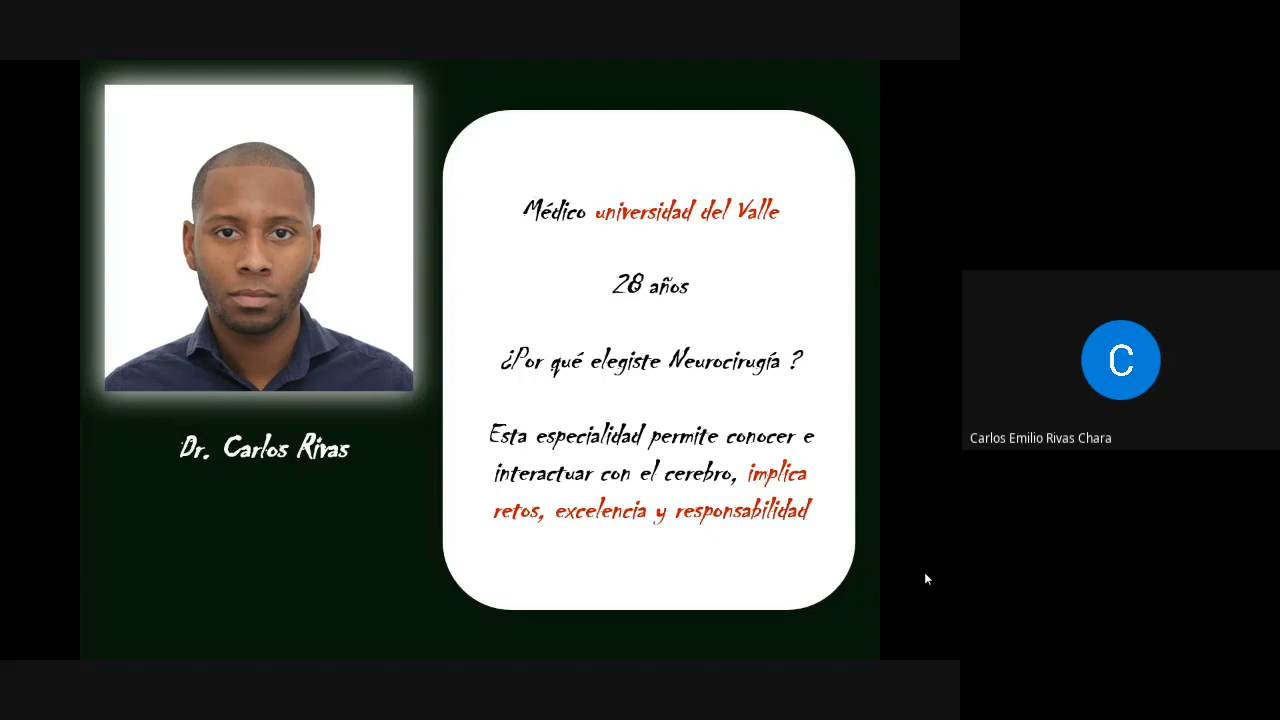 Médico universidad del Valle
28 años
¿Por qué elegiste Neurocirugía ?
Esta especialidad permite conocer e
interactuar con el cerebro, implica
retos, excelencia y responsabilidad
Dr. Carlos Rivas
C
Carlos Emilio Rivas Chara